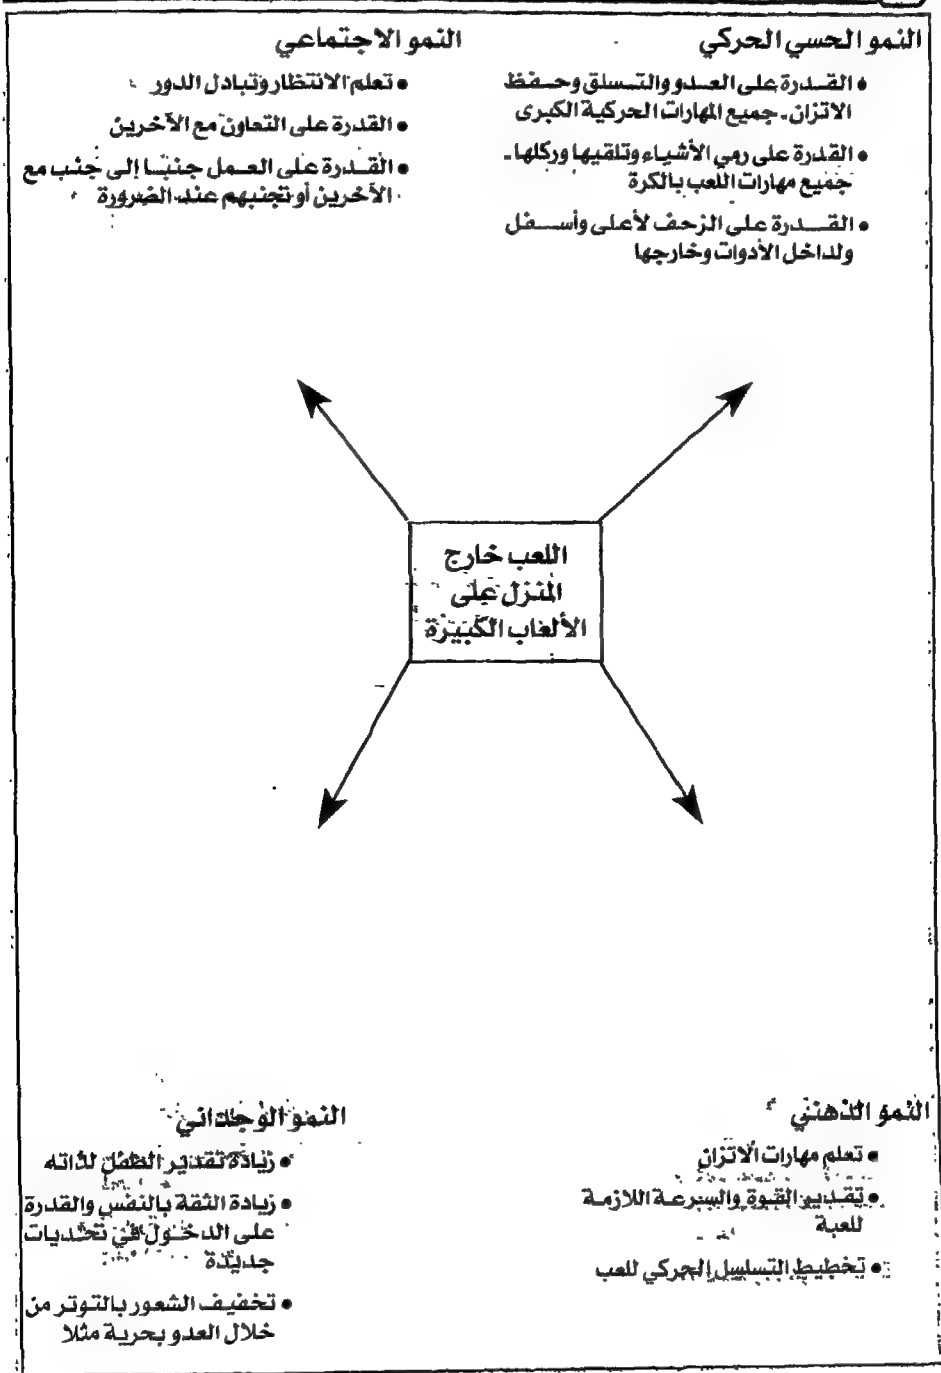 النمو الحسي الحركي
• القدرة على العدو والتسلق وحفظ
الاتزان. جميع المهارات الحركية الكبرى
• القدرة على رمي الأشياء وتلقيها وركلها.
جميع مهارات اللعب بالكرة
• القدرة على الزحف لأعلى وأسفل
ولداخل الأدوات وخارجها
النمو الاجتماعي
• تعلم الانتظار وتبادل الدور
• القدرة على التعاون مع الآخرين
• القدرة على العمل جنبا إلى جنب مع
الآخرين أو تجنبهم عند الضرورة
اللعب خارج
المنزل على
الألعاب الكبيرة
النمو الذهني
• تعلم مهارات الاتزان
• تقدير القوة والسرعة اللازمة
للعبة
• تخطيط التسلسل الحركي للعب
النمو الوجداني
• زيادة تقدير الطفل لذاته
• زيادة الثقة بالنفس والقدرة
على الدخول في تحديات
جديدة
• تخفيف الشعور بالتوتر من
خلال العدو بحرية مثلا